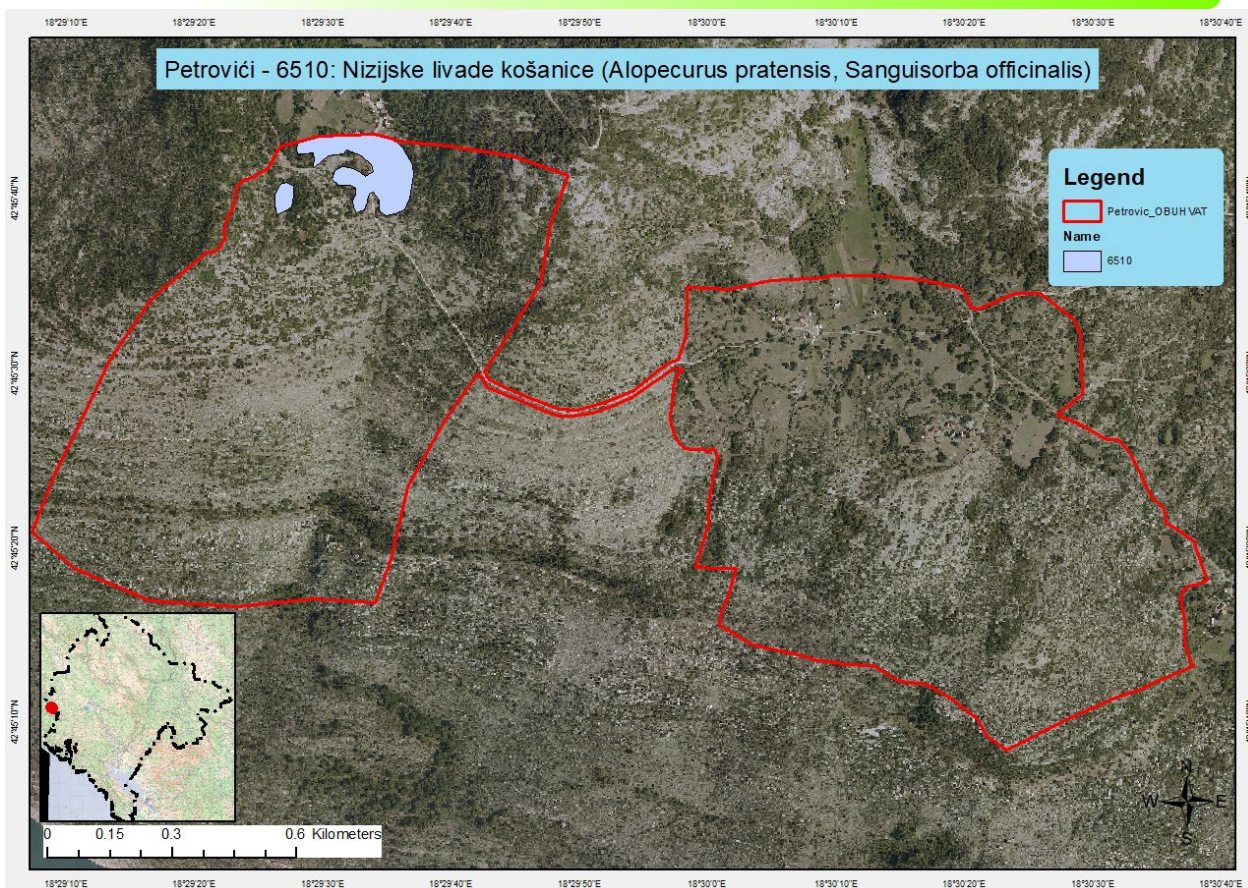 18°29'10"E 18°29'20"E 18°29'30"E 18°29'40"E 18°29'50"E 18°30'0"E 18°30'10"E 18°30'20"E 18°30'30"E 18°30'40"E
Petrovići - 6510: Nizijske livade košanice (Alopecurus pratensis, Sanguisorba officinalis)
Legend
Petrovic_OBUHVAT
Name
6510
42°45'40"N
42°45'30"N
42°45'20"N
42°45'10"N
N
W E
S
0 0.15 0.3 0.6 Kilometers
18°29'10"E 18°29'20"E 18°29'30"E 18°29'40"E 18°29'50"E 18°30'0"E 18°30'10"E 18°30'20"E 18°30'30"E 18°30'40"E